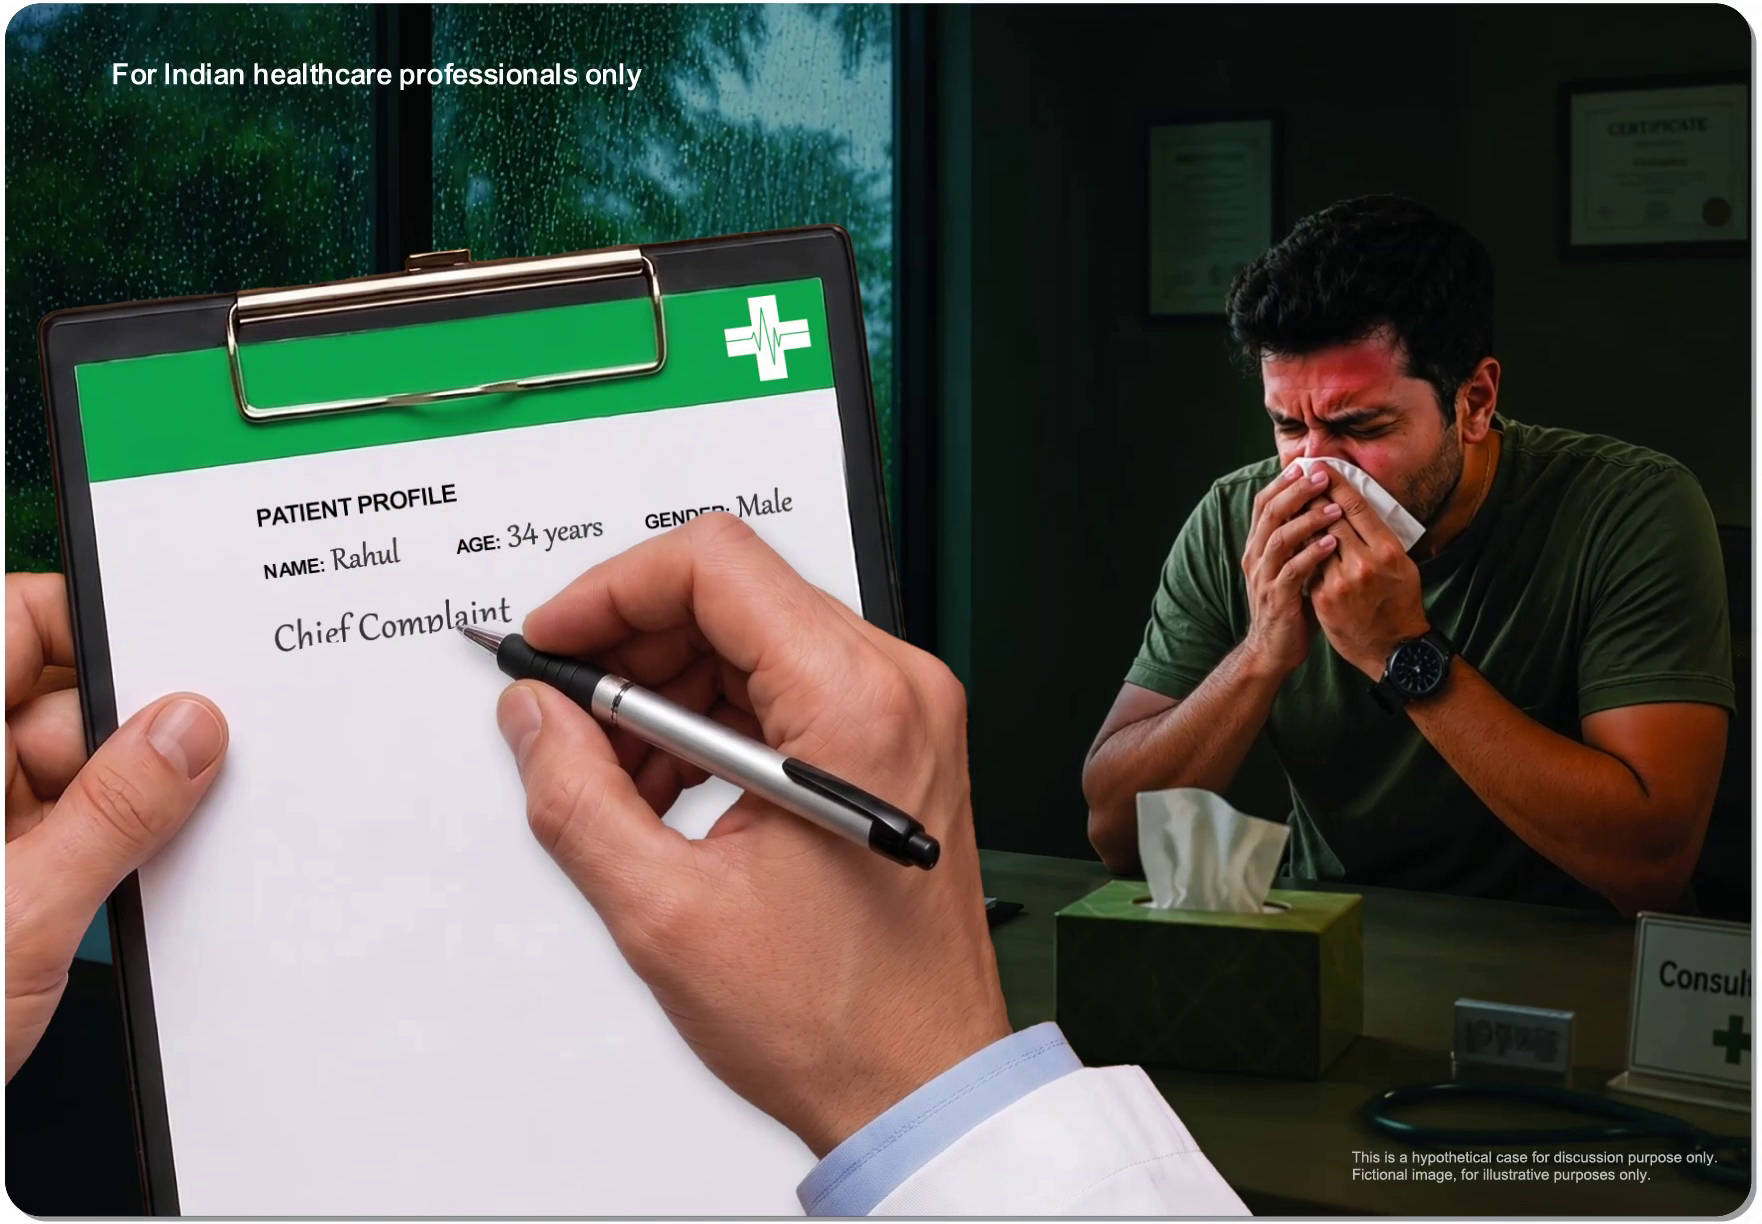 For Indian healthcare professionals only
CERTIFICATE
PATIENT PROFILE
NAME: Rahul AGE: 34 years GENDER: Male
Chief Complaint
Consult
This is a hypothetical case for discussion purpose only.
Fictional image, for illustrative purposes only.